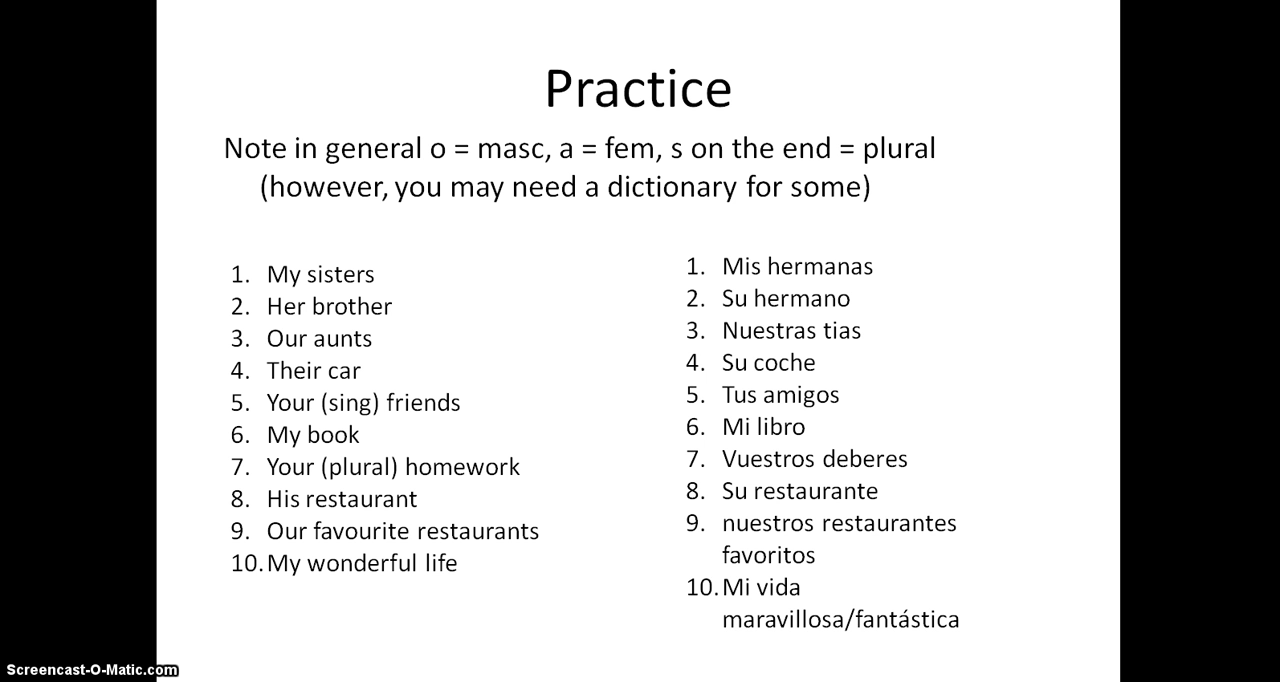 Practice
Note in general o = masc, a = fem, s on the end = plural
(however, you may need a dictionary for some)
1. My sisters
2. Her brother
3. Our aunts
4. Their car
5. Your (sing) friends
6. My book
7. Your (plural) homework
8. His restaurant
9. Our favourite restaurants
10. My wonderful life
1. Mis hermanas
2. Su hermano
3. Nuestras tias
4. Su coche
5. Tus amigos
6. Mi libro
7. Vuestros deberes
8. Su restaurante
9. nuestros restaurantes
favoritos
10. Mi vida
maravillosa/fantástica
Screencast-O-Matic.com